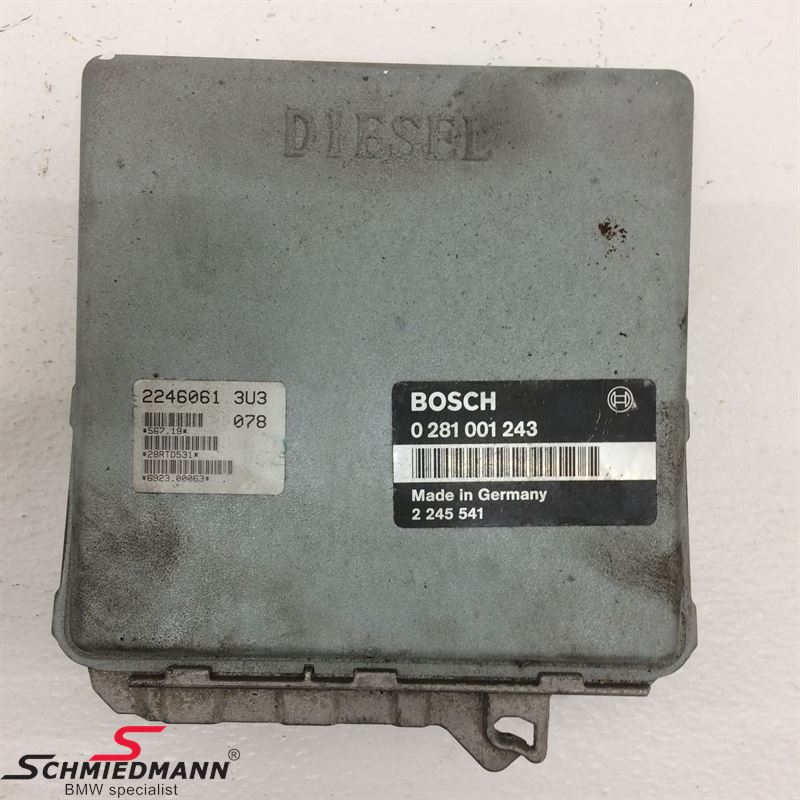 DIESEL
2246061 3U3
078
*567.19*
*28RTD531*
*6923.00063*
BOSCH
0 281 001 243
Made in Germany
2 245 541
SCHMIEDMANN®
BMW specialist